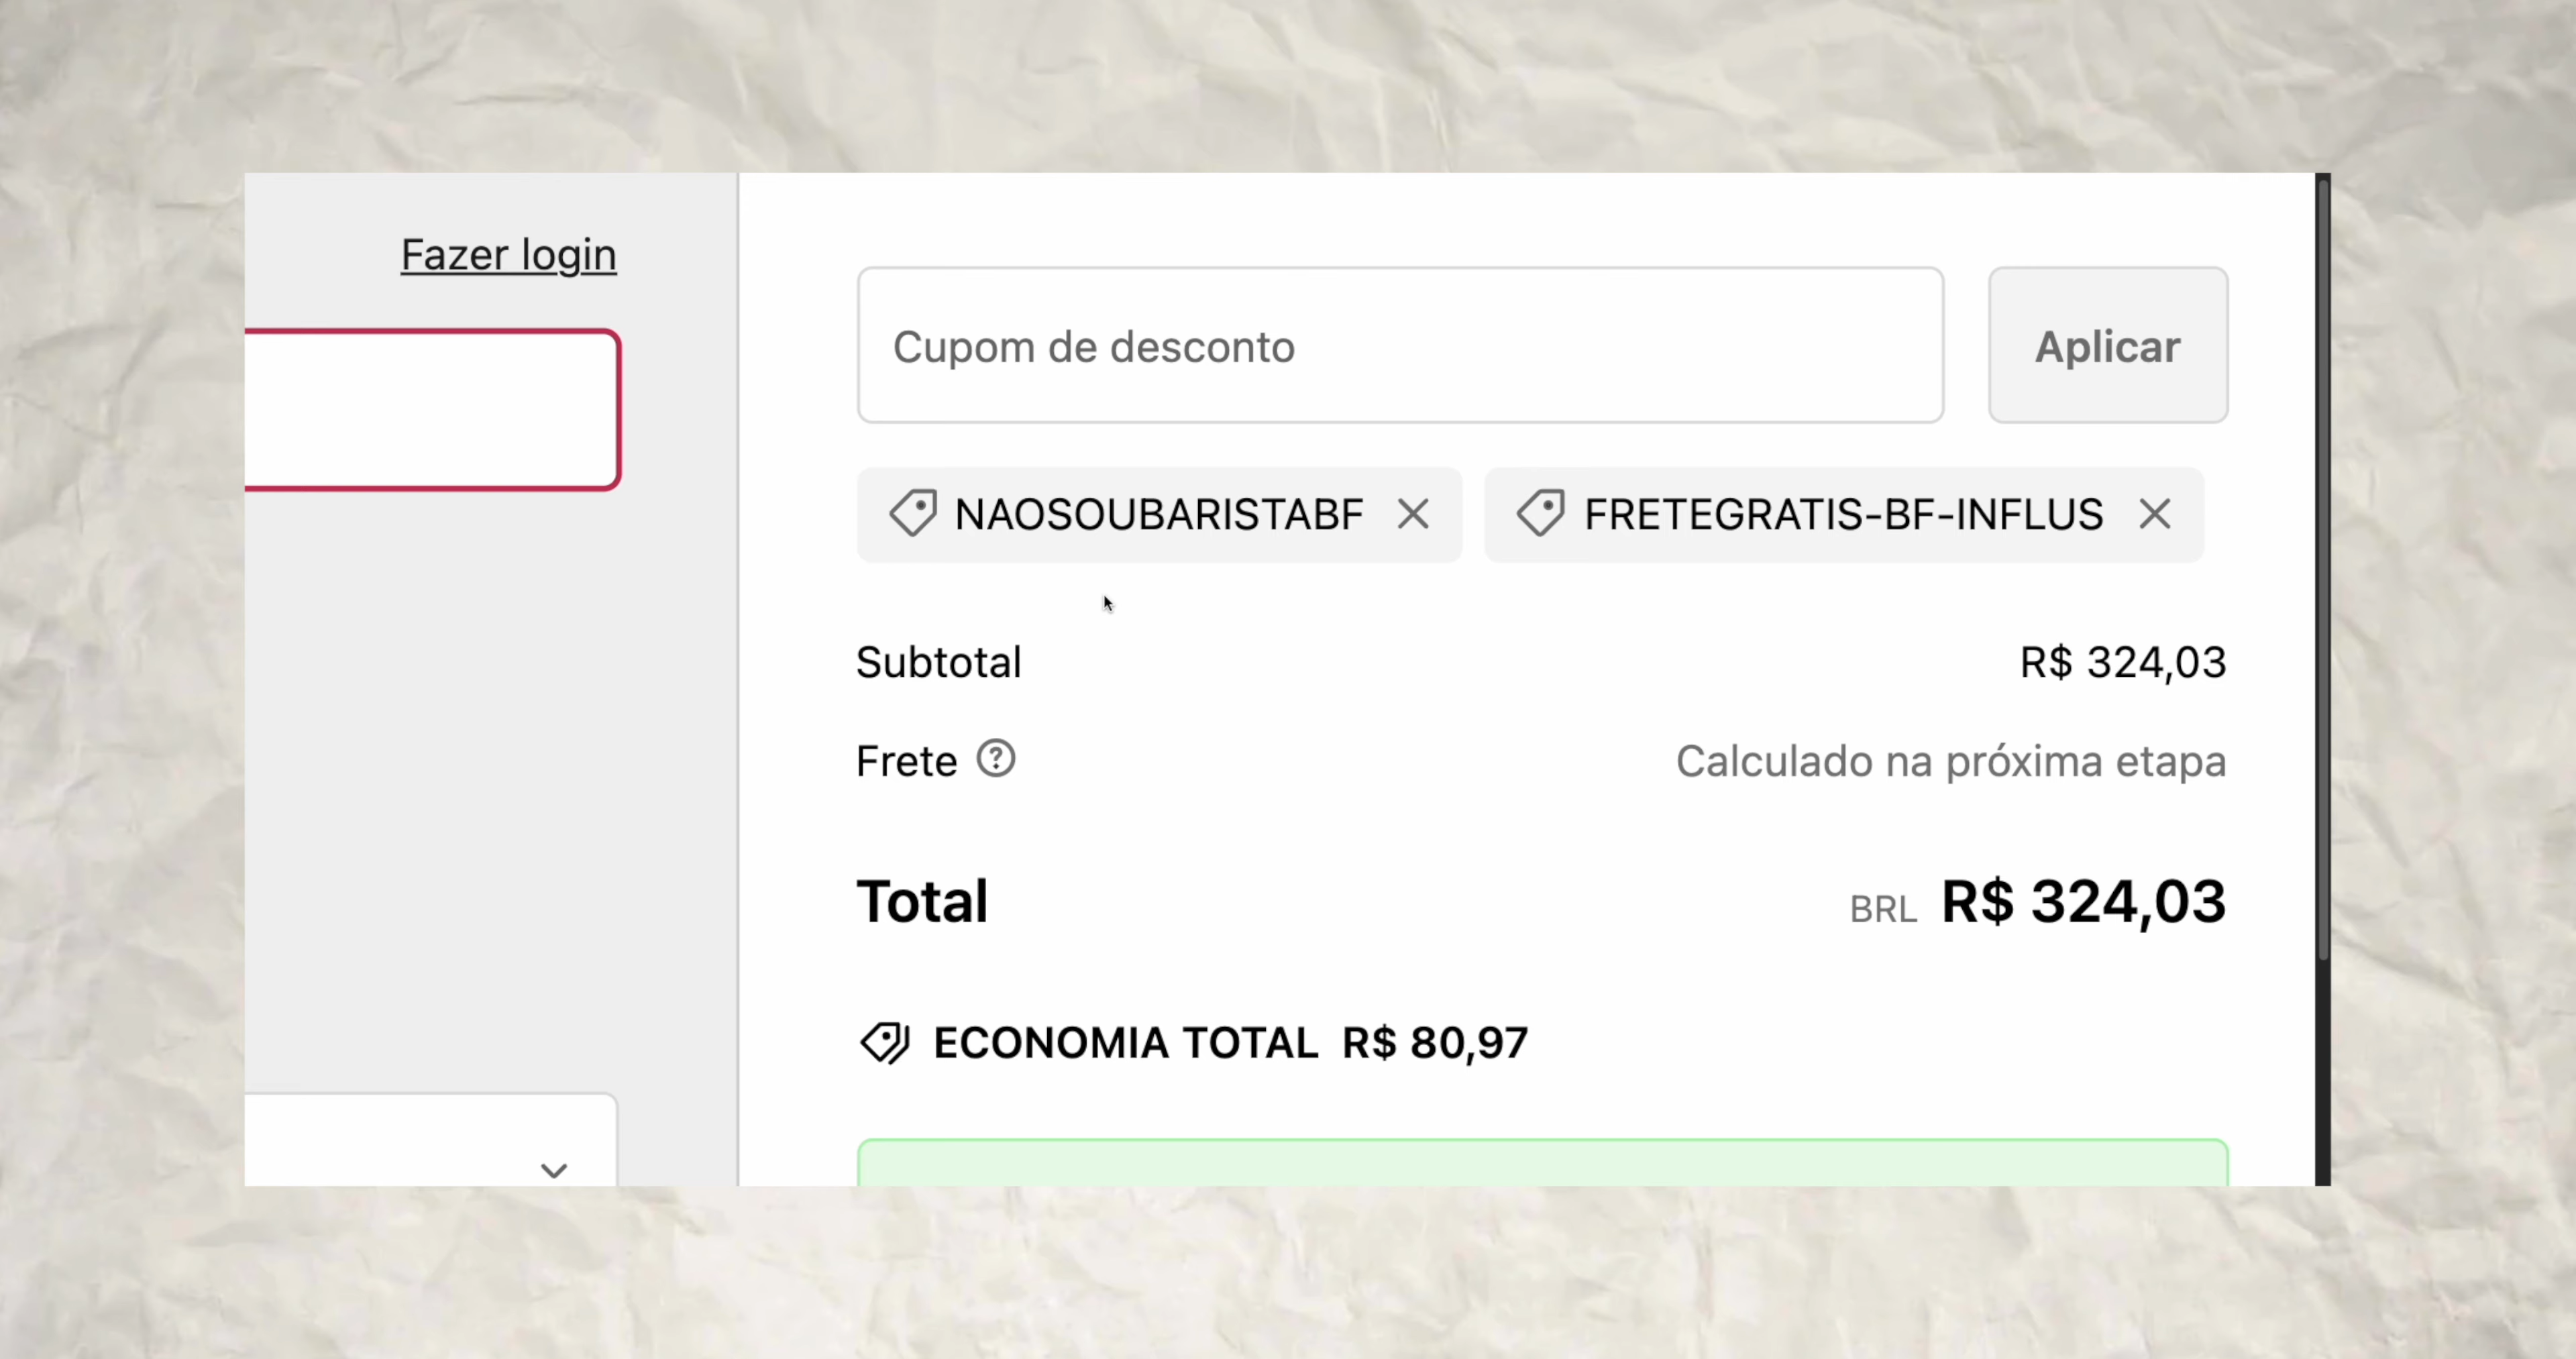 Fazer login
Cupom de desconto
Aplicar
NAOSOUBARISTABF
FRETEGRATIS-BF-INFLUS
Subtotal R$ 324,03
Frete Calculado na próxima etapa
Total BRL R$ 324,03
ECONOMIA TOTAL R$ 80,97